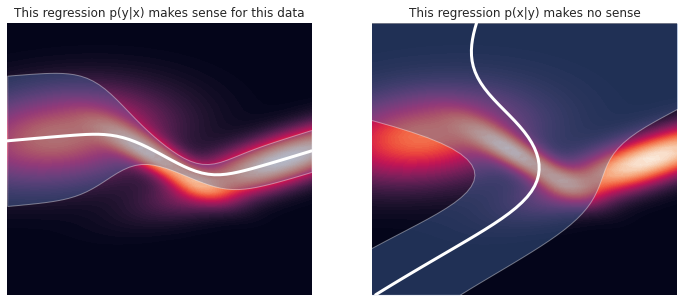 This regression p(y|x) makes sense for this data
This regression p(x|y) makes no sense